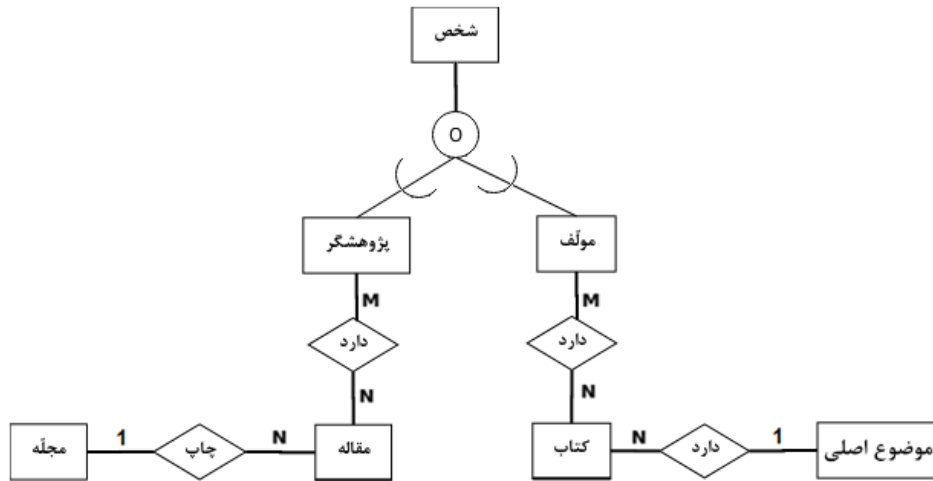 شخص
O
پژوهشگر
مولّف
M
M
دارد
دارد
N
N
مجلّه
1
چاپ
N
مقاله
کتاب
N
دارد
1
موضوع اصلی